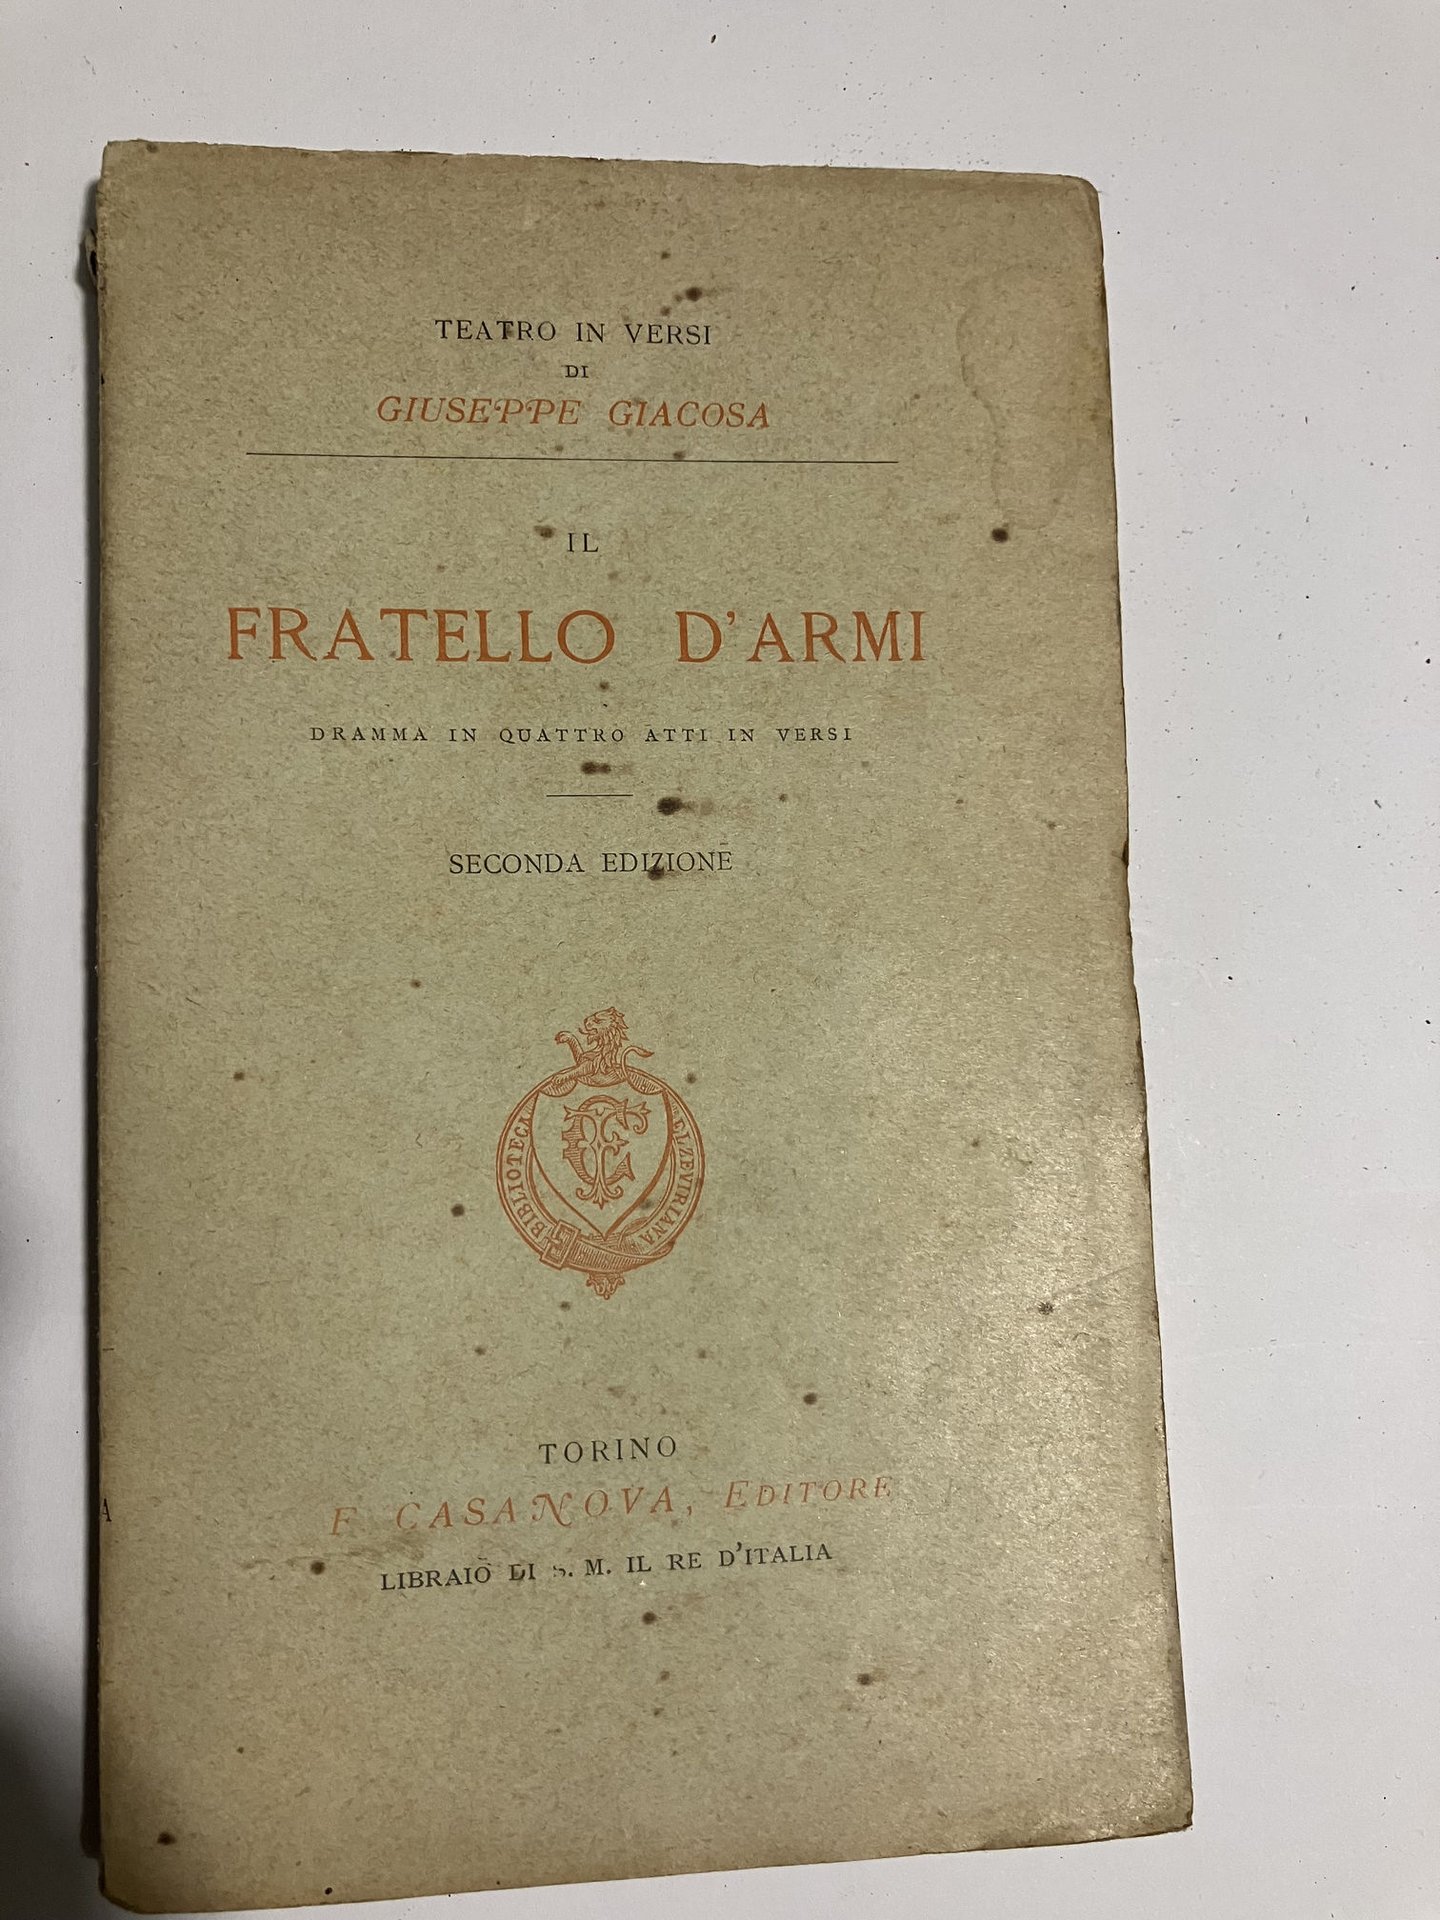 TEATRO IN VERSI
DI
GIUSEPPE GIACOSA
IL
FRATELLO D'ARMI
DRAMMA IN QUATTRO ATTI IN VERSI
SECONDA EDIZIONE
BIBLIOTECA ELZEVIRIANA
FC
TORINO
F CASANOVA, EDITORE
LIBRAIO DI S. M. IL RE D'ITALIA
A